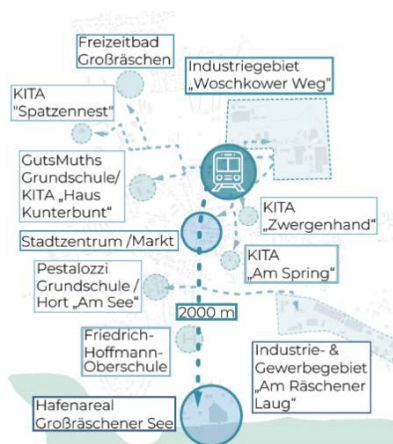 Freizeitbad
Großräschen
Industriegebiet
„Woschkower Weg“
KITA
"Spatzennest"
GutsMuths
Grundschule/
KITA „Haus
Kunterbunt“
KITA
„Zwergenhand“
Stadtzentrum /Markt
KITA
„Am Spring“
Pestalozzi
Grundschule /
Hort „Am See“
2000 m
Friedrich-
Hoffmann-
Oberschule
Industrie- &
Gewerbegebiet
„Am Räschener
Laug“
Hafenareal
Großräschener See